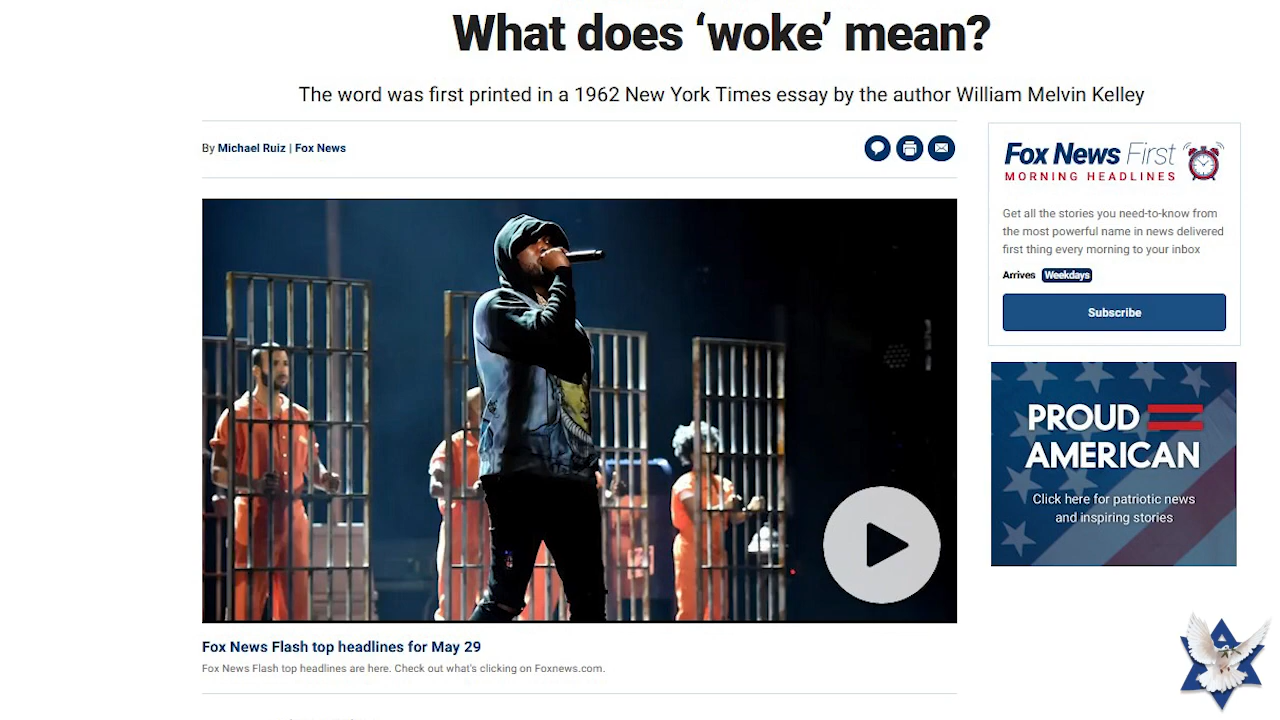 What does ‘woke’ mean?
The word was first printed in a 1962 New York Times essay by the author William Melvin Kelley
By Michael Ruiz | Fox News
Fox News First
MORNING HEADLINES
Get all the stories you need-to-know from
the most powerful name in news delivered
first thing every morning to your inbox
Arrives Weekdays
Subscribe
PROUD
AMERICAN
Click here for patriotic news
and inspiring stories
Fox News Flash top headlines for May 29
Fox News Flash top headlines are here. Check out what's clicking on Foxnews.com.